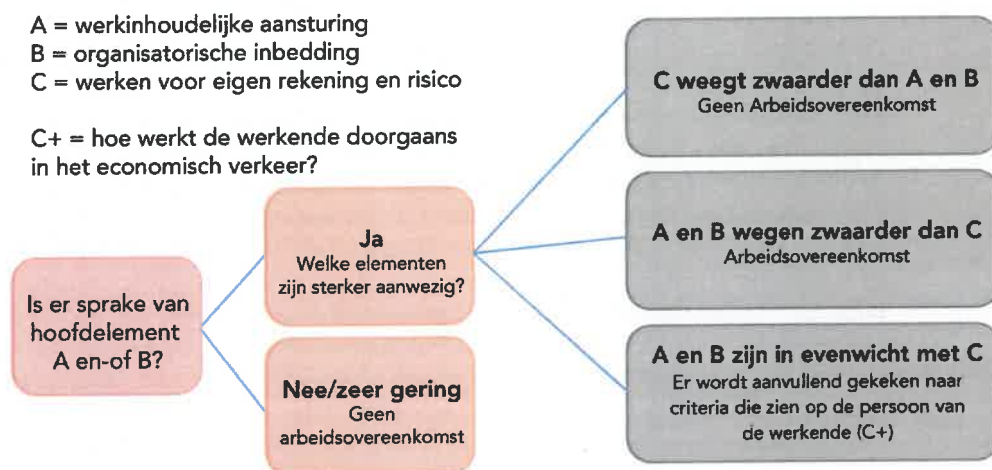 A = werkinhoudelijke aansturing
B = organisatorische inbedding
C = werken voor eigen rekening en risico
C+ = hoe werkt de werkende doorgaans
in het economisch verkeer?
Is er sprake van
hoofdelement
A en-of B?
Ja
Welke elementen
zijn sterker aanwezig?
Nee/zeer gering
Geen
arbeidsovereenkomst
C weegt zwaarder dan A en B
Geen Arbeidsovereenkomst
A en B wegen zwaarder dan C
Arbeidsovereenkomst
A en B zijn in evenwicht met C
Er wordt aanvullend gekeken naar
criteria die zien op de persoon van
de werkende (C+)